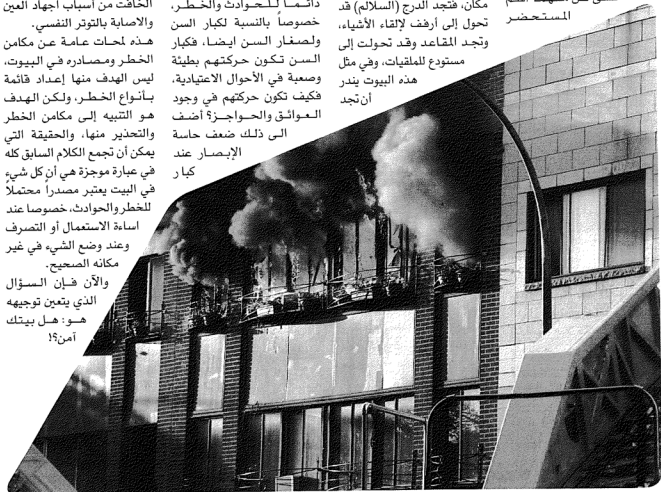 المستحضر
مكان، فتجد الدرج (السلالم) قد
تحول إلى أرفف لإلقاء الأشياء،
وتجد المقاعد وقد تحولت إلى
مستودع للملقيات، وفي مثل
هذه البيوت يندر
أن تجد
دائما للحوادث والخطر،
خصوصاً بالنسبة لكبار السن
ولصغار السن ايضا، فكبار
السن تكون حركتهم بطيئة
وصعبة في الأحوال الاعتيادية،
فكيف تكون حركتهم في وجود
العوائق والحواجز؟ أضف
الى ذلك ضعف حاسة
الإبصار عند
كبار
الخافت من أسباب اجهاد العين
والاصابة بالتوتر النفسي.
هذه لمحات عامة عن مكامن
الخطر ومصادره في البيوت،
ليس الهدف منها إعداد قائمة
بأنواع الخطر، ولكن الهدف
هو التنبيه إلى مكامن الخطر
والتحذير منها، والحقيقة التي
يمكن أن تجمع الكلام السابق كله
في عبارة موجزة هي أن كل شيء
في البيت يعتبر مصدراً محتملاً
للخطر والحوادث، خصوصا عند
اساءة الاستعمال أو التصرف
وعند وضع الشيء في غير
مكانه الصحيح.
والآن فإن السؤال
الذي يتعين توجيهه
هو: هل بيتك
آمن؟!